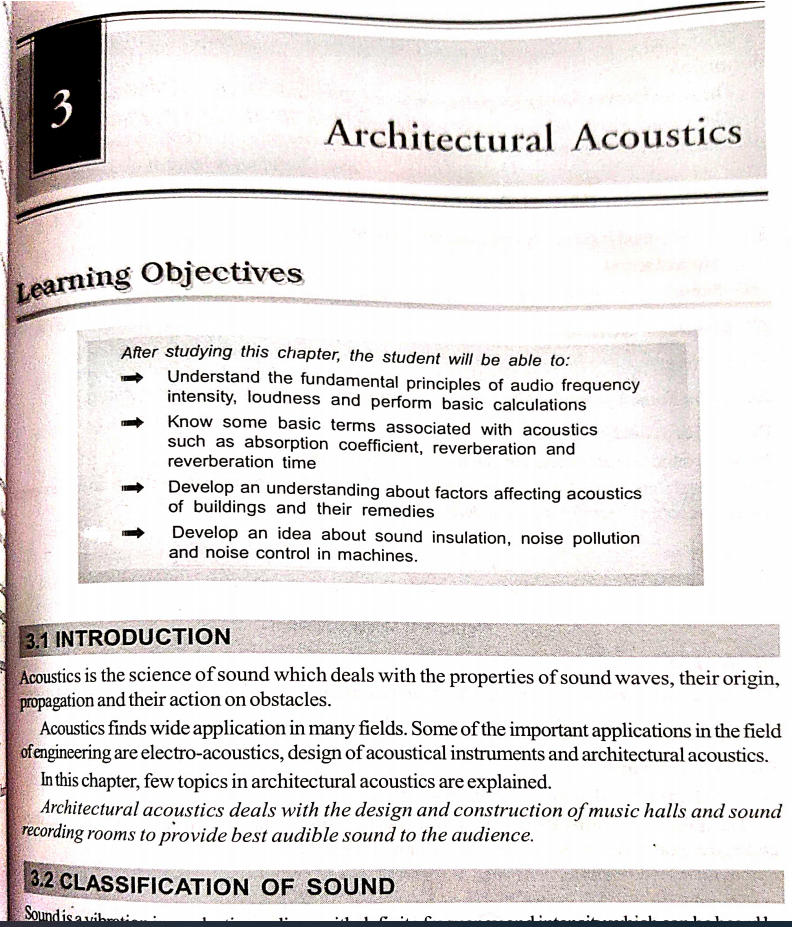 3
Architectural Acoustics
Learning Objectives
After studying this chapter, the student will be able to:
Understand the fundamental principles of audio frequency
intensity, loudness and perform basic calculations
Know some basic terms associated with acoustics
such as absorption coefficient, reverberation and
reverberation time
Develop an understanding about factors affecting acoustics
of buildings and their remedies
Develop an idea about sound insulation, noise pollution
and noise control in machines.
3.1 INTRODUCTION
Acoustics is the science of sound which deals with the properties of sound waves, their origin,
propagation and their action on obstacles.
Acoustics finds wide application in many fields. Some of the important applications in the field
of engineering are electro-acoustics, design of acoustical instruments and architectural acoustics.
In this chapter, few topics in architectural acoustics are explained.
Architectural acoustics deals with the design and construction of music halls and sound
recording rooms to provide best audible sound to the audience.
3.2 CLASSIFICATION OF SOUND
Sound is a